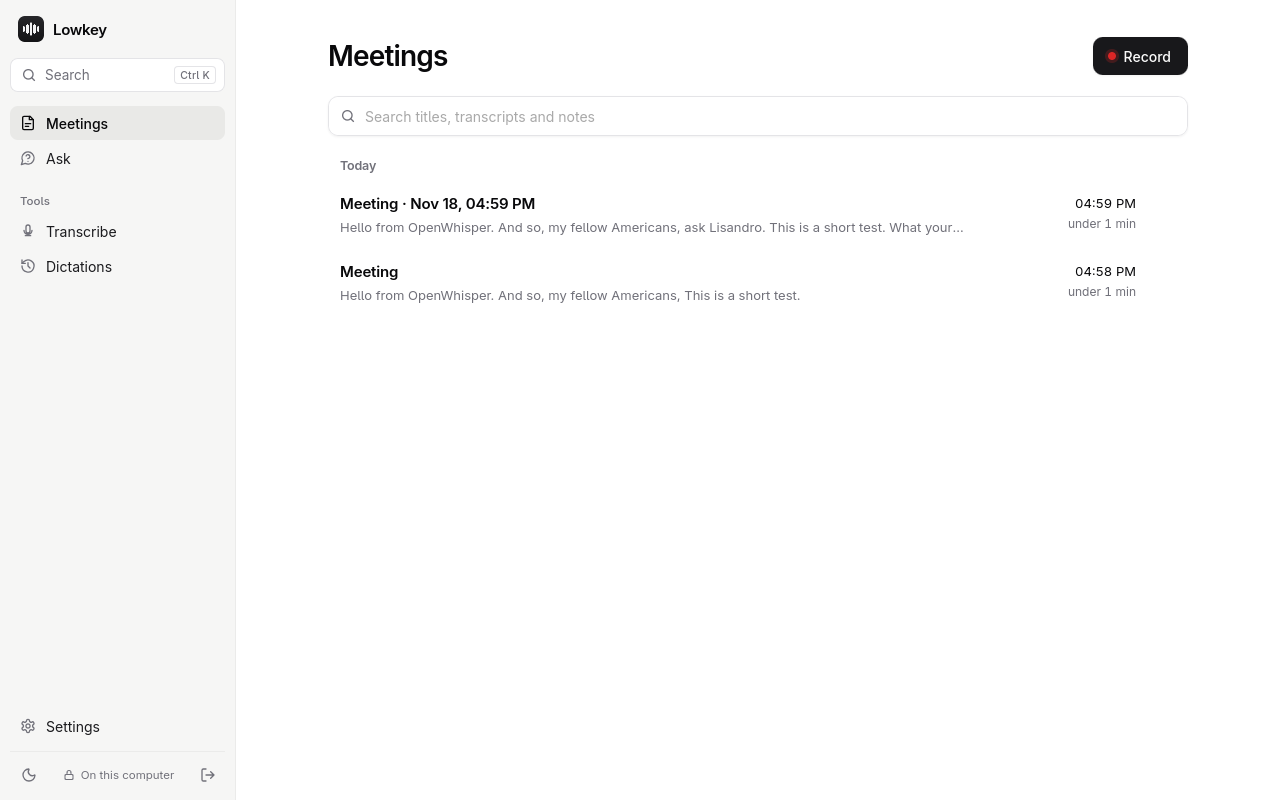 Lowkey
Search
Ctrl K
Meetings
Ask
Tools
Transcribe
Dictations
Settings
On this computer
Meetings
Record
Search titles, transcripts and notes
Today
Meeting · Nov 18, 04:59 PM
04:59 PM
Hello from OpenWhisper. And so, my fellow Americans, ask Lisandro. This is a short test. What your…
under 1 min
Meeting
04:58 PM
Hello from OpenWhisper. And so, my fellow Americans, This is a short test.
under 1 min